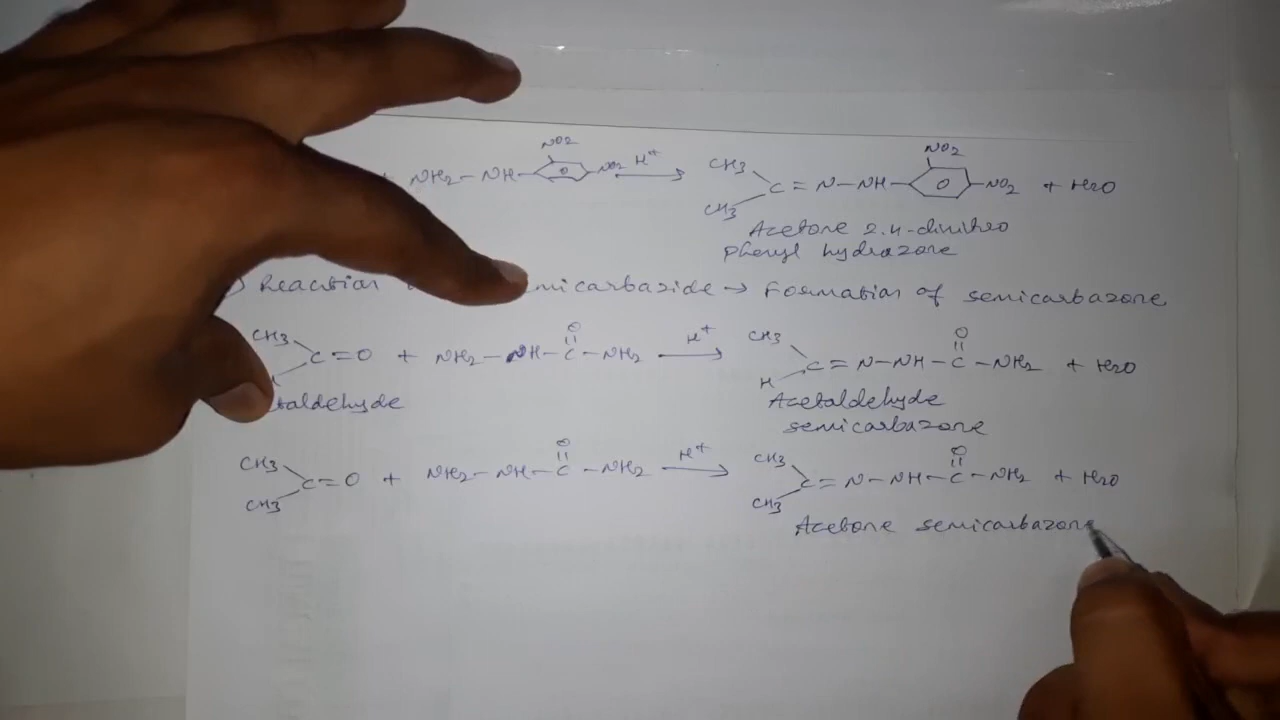 NO2 NO2
+ NH2-NH- NO2 H+ CH3 C=N-NH- NO2 + H2O
CH3
Acetone 2.4-dinitro
phenyl hydrazone
) Reaction micarbazide → Formation of semicarbazone
CH3 O H+ CH3 O
C=O + NH2-NH-C-NH2 → C=N-NH-C-NH2 + H2O
H
taldehyde Acetaldehyde
semicarbazone
CH3 O H+ CH3 O
C=O + NH2-NH-C-NH2 → C=N-NH-C-NH2 + H2O
CH3 CH3
Acetone semicarbazone